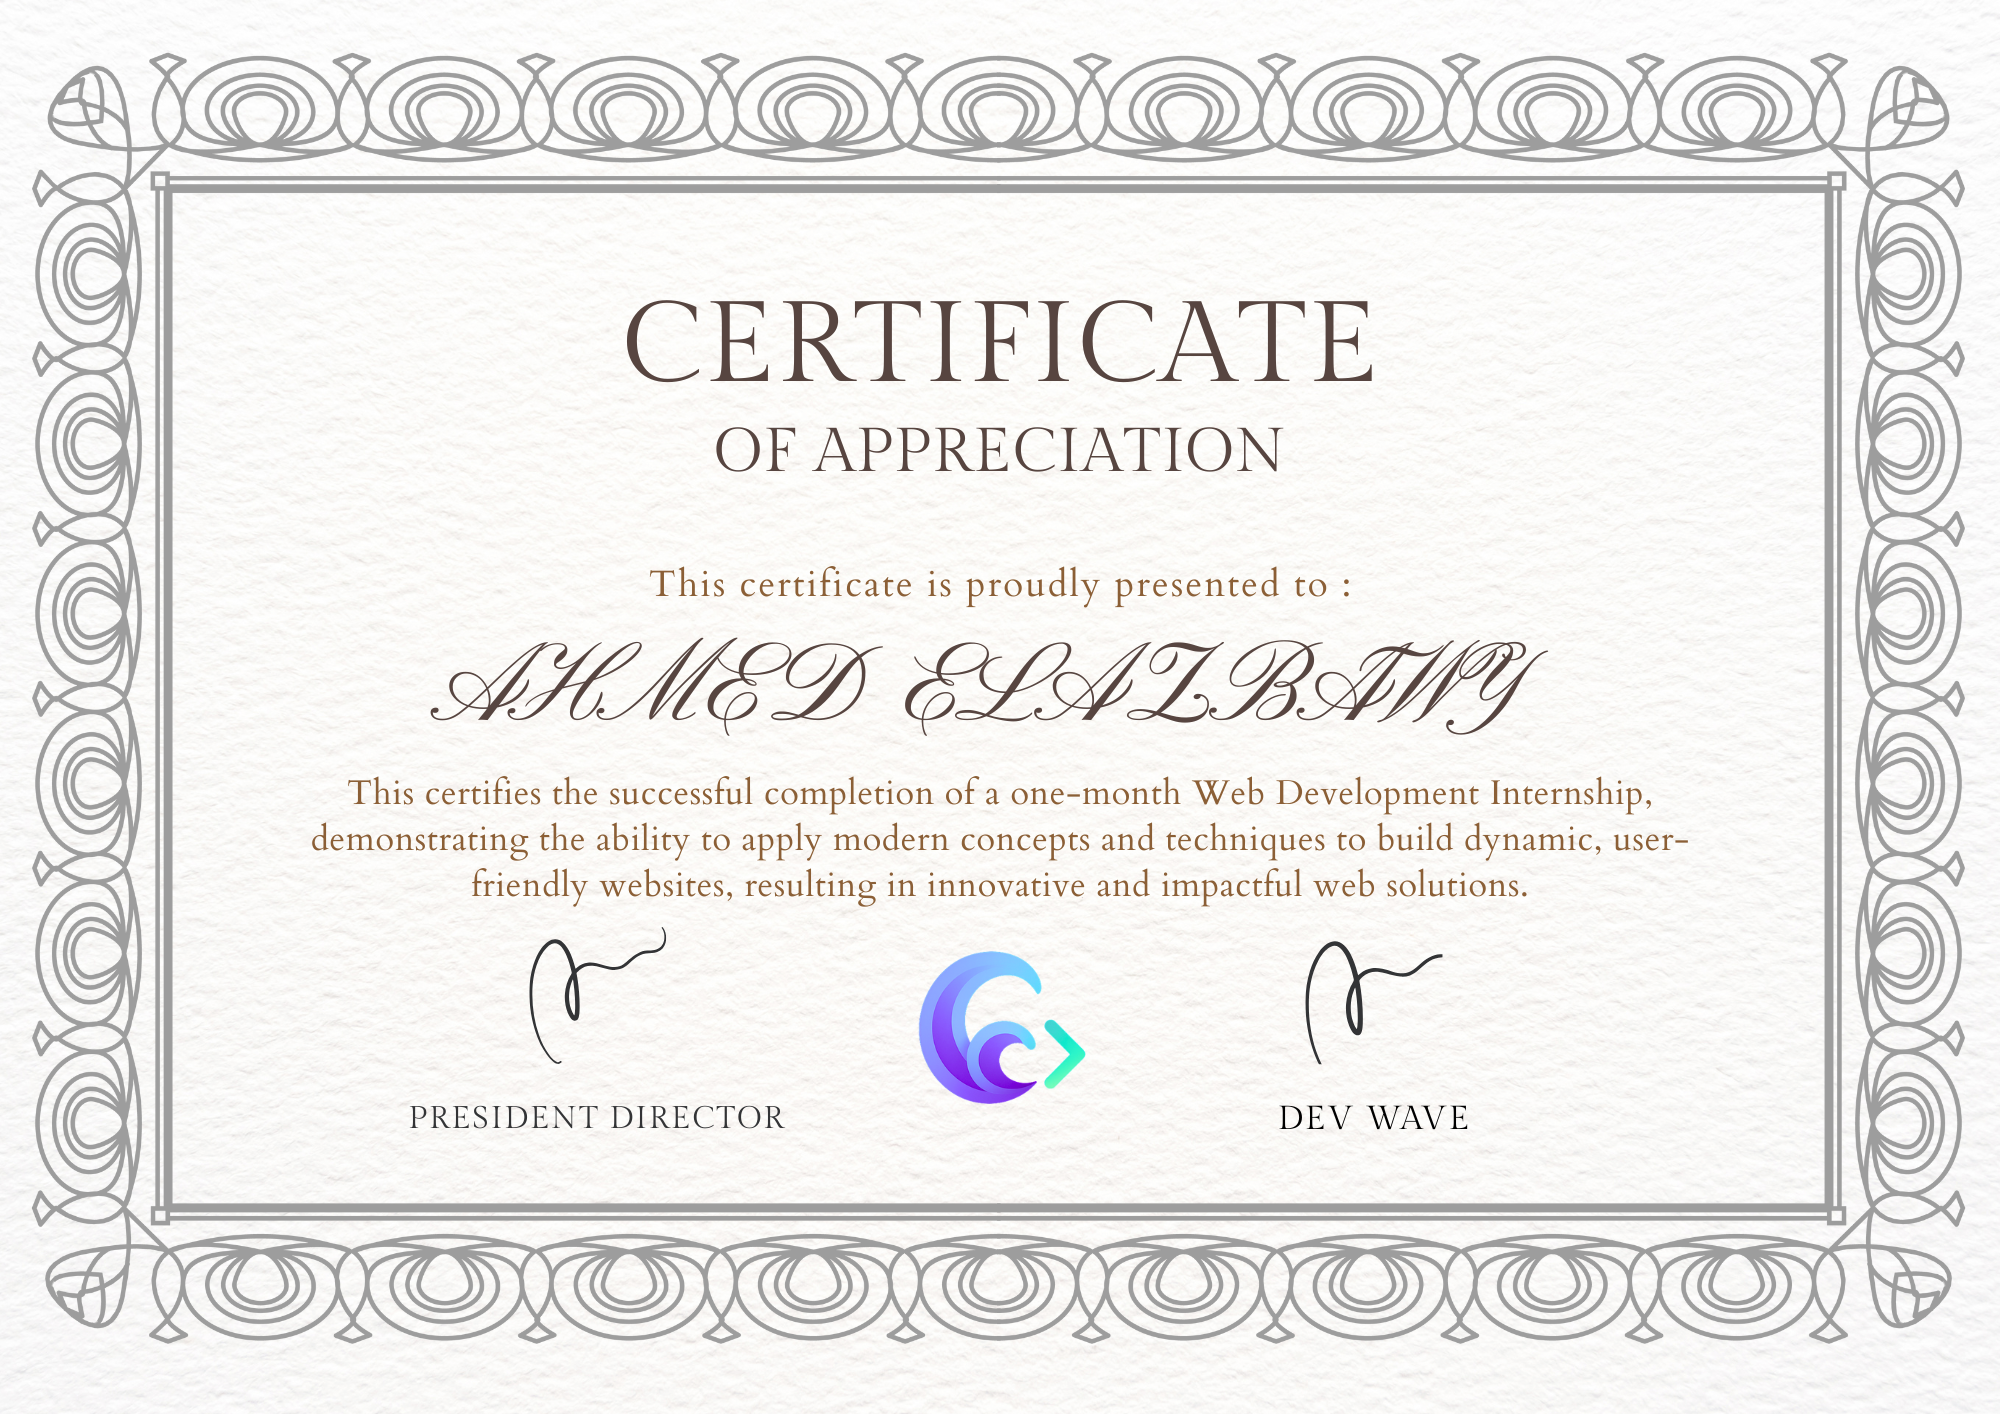 CERTIFICATE
OF APPRECIATION
This certificate is proudly presented to :
AHMED ELAZBAWY
This certifies the successful completion of a one-month Web Development Internship,
demonstrating the ability to apply modern concepts and techniques to build dynamic, user-
friendly websites, resulting in innovative and impactful web solutions.
PRESIDENT DIRECTOR
DEV WAVE